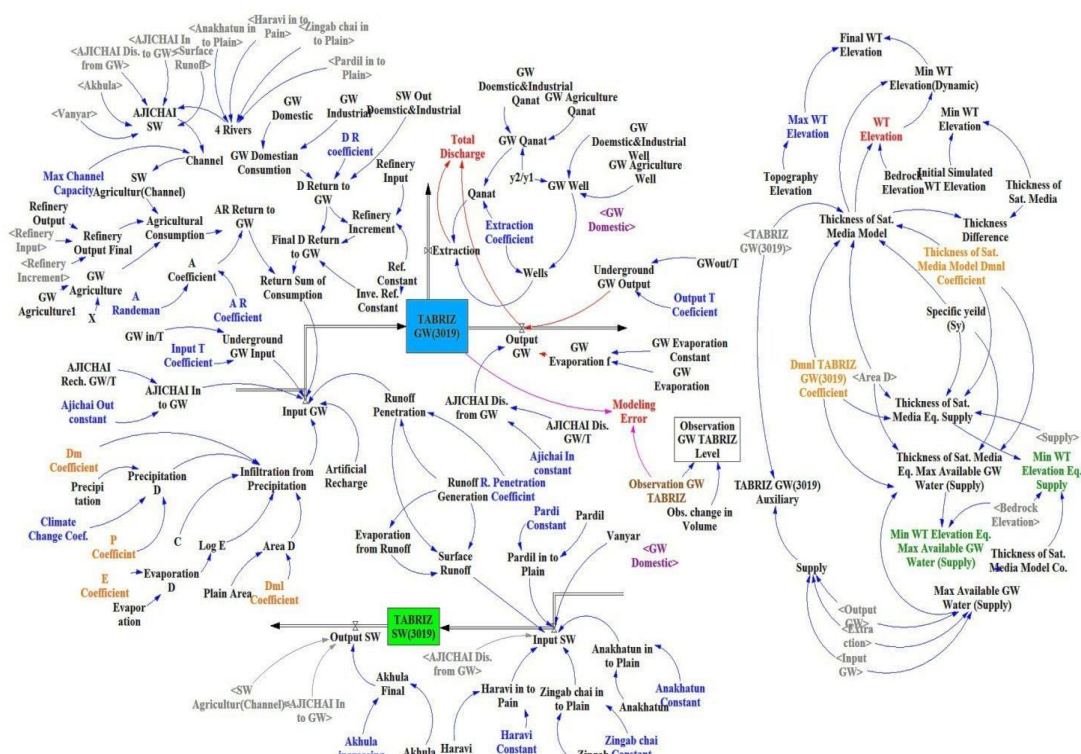 <Anakhatun in
to Plain>
<Haravi in to
Pain>
<Zingab chai in
to Plain>
<AJICHAI In
to GW>
<AJICHAI Dis.
from GW>
<Surface
Runoff>
<Pardil in
to Plain>
<Akhula>
<Vanyar>
AJICHAI
SW
4 Rivers
Channel
Max Channel
Capacity
SW
Agricultur(Channel)
GW
Domestic
GW
Industrial
SW Out
Doemstic&Industrial
GW Domestian
Consumtion
D R
coefficient
D Return to
GW
Refinery
Input
Refinery
Increment
Refinery
Output
Refinery
Output Final
<Refinery
Input>
<Refinery
Increment>
Agricultural
Consumption
AR Return to
GW
Final D Return
to GW
GW
Agriculture
GW
Agriculture1
X
A
Coefficient
A
Randeman
A R
Coefficient
Return Sum of
Consumption
Inve. Ref.
Constant
Ref.
Constant
GW
Doemstic&Industrial
Qanat
GW Agriculture
Qanat
GW Qanat
y2/y1
GW
Doemstic&Industrial
Well
GW Agriculture
Well
GW Well
Total
Discharge
Qanat
Extraction
Coefficient
<GW
Domestic>
Extraction
Wells
Underground
GW Output
GWout/T
Output T
Coeficient
TABRIZ
GW(3019)
Output
GW
GW
Evaporation f
GW Evaporation
Constant
GW
Evaporation
GW in/T
Input T
Coefficient
Underground
GW Input
AJICHAI
Rech. GW/T
Ajichai Out
constant
AJICHAI In
to GW
Input GW
Runoff
Penetration
AJICHAI Dis.
from GW
AJICHAI Dis.
GW/T
Ajichai In
constant
Modeling
Error
Observation
GW TABRIZ
Level
Observation GW
TABRIZ
Obs. change in
Volume
Dm
Coefficient
Precipi
tation
Precipitation
D
Infiltration from
Precipitation
Artificial
Recharge
Climate
Change Coef.
P
Coefficint
C
Log E
Area D
E
Coefficient
Evaporation
D
Evapor
ation
Plain Area
Dml
Coefficient
Runoff
Generation
R. Penetration
Coefficint
Evaporation
from Runoff
Surface
Runoff
Pardi
Constant
Pardil
Pardil in to
Plain
Vanyar
<GW
Domestic>
TABRIZ
SW(3019)
Output SW
Input SW
<AJICHAI Dis.
from GW>
<SW
Agricultur(Channel)>
<AJICHAI In
to GW>
Akhula
Final
Akhula
Haravi in to
Pain
Haravi
Haravi
Constant
Zingab chai in
to Plain
Zingab chai
Constant
Anakhatun in
to Plain
Anakhatun
Anakhatun
Constant
Final WT
Elevation
Min WT
Elevation(Dynamic)
Max WT
Elevation
WT
Elevation
Min WT
Elevation
Topography
Elevation
Bedrock
Elevation
Initial Simulated
WT Elevation
Thickness of
Sat. Media
Thickness of Sat.
Media Model
Thickness
Difference
<TABRIZ
GW(3019)>
Thickness of Sat.
Media Model Dmnl
Coefficient
Specific yeild
(Sy)
Dmnl TABRIZ
GW(3019)
Coefficient
<Area D>
Thickness of Sat.
Media Eq. Supply
<Supply>
Min WT
Elevation Eq.
Supply
Thickness of Sat. Media
Eq. Max Available GW
Water (Supply)
TABRIZ GW(3019)
Auxiliary
<Bedrock
Elevation>
Min WT Elevation Eq.
Max Available GW
Water (Supply)
Thickness of Sat.
Media Model Co.
Supply
Max Available GW
Water (Supply)
<Output
GW>
<Extra
ction>
<Input
GW>